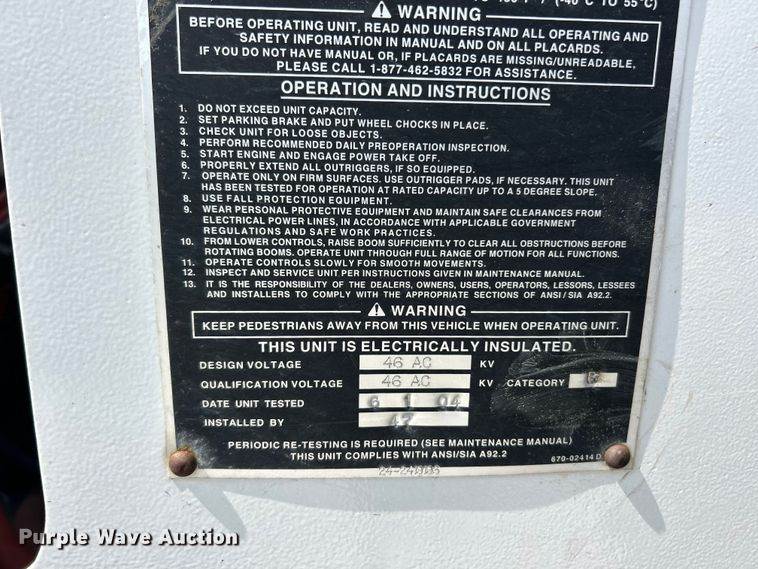 (-40°C TO 55°C)
⚠ WARNING
BEFORE OPERATING UNIT, READ AND UNDERSTAND ALL OPERATING AND
SAFETY INFORMATION IN MANUAL AND ON ALL PLACARDS.
IF YOU DO NOT HAVE MANUAL OR, IF PLACARDS ARE MISSING/UNREADABLE,
PLEASE CALL 1-877-462-5832 FOR ASSISTANCE.
OPERATION AND INSTRUCTIONS
1. DO NOT EXCEED UNIT CAPACITY.
2. SET PARKING BRAKE AND PUT WHEEL CHOCKS IN PLACE.
3. CHECK UNIT FOR LOOSE OBJECTS.
4. PERFORM RECOMMENDED DAILY PREOPERATION INSPECTION.
5. START ENGINE AND ENGAGE POWER TAKE OFF.
6. PROPERLY EXTEND ALL OUTRIGGERS, IF SO EQUIPPED.
7. OPERATE ONLY ON FIRM SURFACES. USE OUTRIGGER PADS, IF NECESSARY. THIS UNIT
HAS BEEN TESTED FOR OPERATION AT RATED CAPACITY UP TO A 5 DEGREE SLOPE.
8. USE FALL PROTECTION EQUIPMENT.
9. WEAR PERSONAL PROTECTIVE EQUIPMENT AND MAINTAIN SAFE CLEARANCES FROM
ELECTRICAL POWER LINES, IN ACCORDANCE WITH APPLICABLE GOVERNMENT
REGULATIONS AND SAFE WORK PRACTICES.
10. FROM LOWER CONTROLS, RAISE BOOM SUFFICIENTLY TO CLEAR ALL OBSTRUCTIONS BEFORE
ROTATING BOOMS. OPERATE UNIT THROUGH FULL RANGE OF MOTION FOR ALL FUNCTIONS.
11. OPERATE CONTROLS SLOWLY FOR SMOOTH MOVEMENTS.
12. INSPECT AND SERVICE UNIT PER INSTRUCTIONS GIVEN IN MAINTENANCE MANUAL.
13. IT IS THE RESPONSIBILITY OF THE DEALERS, OWNERS, USERS, OPERATORS, LESSORS, LESSEES
AND INSTALLERS TO COMPLY WITH THE APPROPRIATE SECTIONS OF ANSI / SIA A92.2.
⚠ WARNING
KEEP PEDESTRIANS AWAY FROM THIS VEHICLE WHEN OPERATING UNIT.
THIS UNIT IS ELECTRICALLY INSULATED.
DESIGN VOLTAGE 46 AC KV
QUALIFICATION VOLTAGE 46 AC KV CATEGORY
DATE UNIT TESTED 6 1 04
INSTALLED BY 47
PERIODIC RE-TESTING IS REQUIRED (SEE MAINTENANCE MANUAL)
THIS UNIT COMPLIES WITH ANSI/SIA A92.2 670-02414 D
Purple Wave Auction